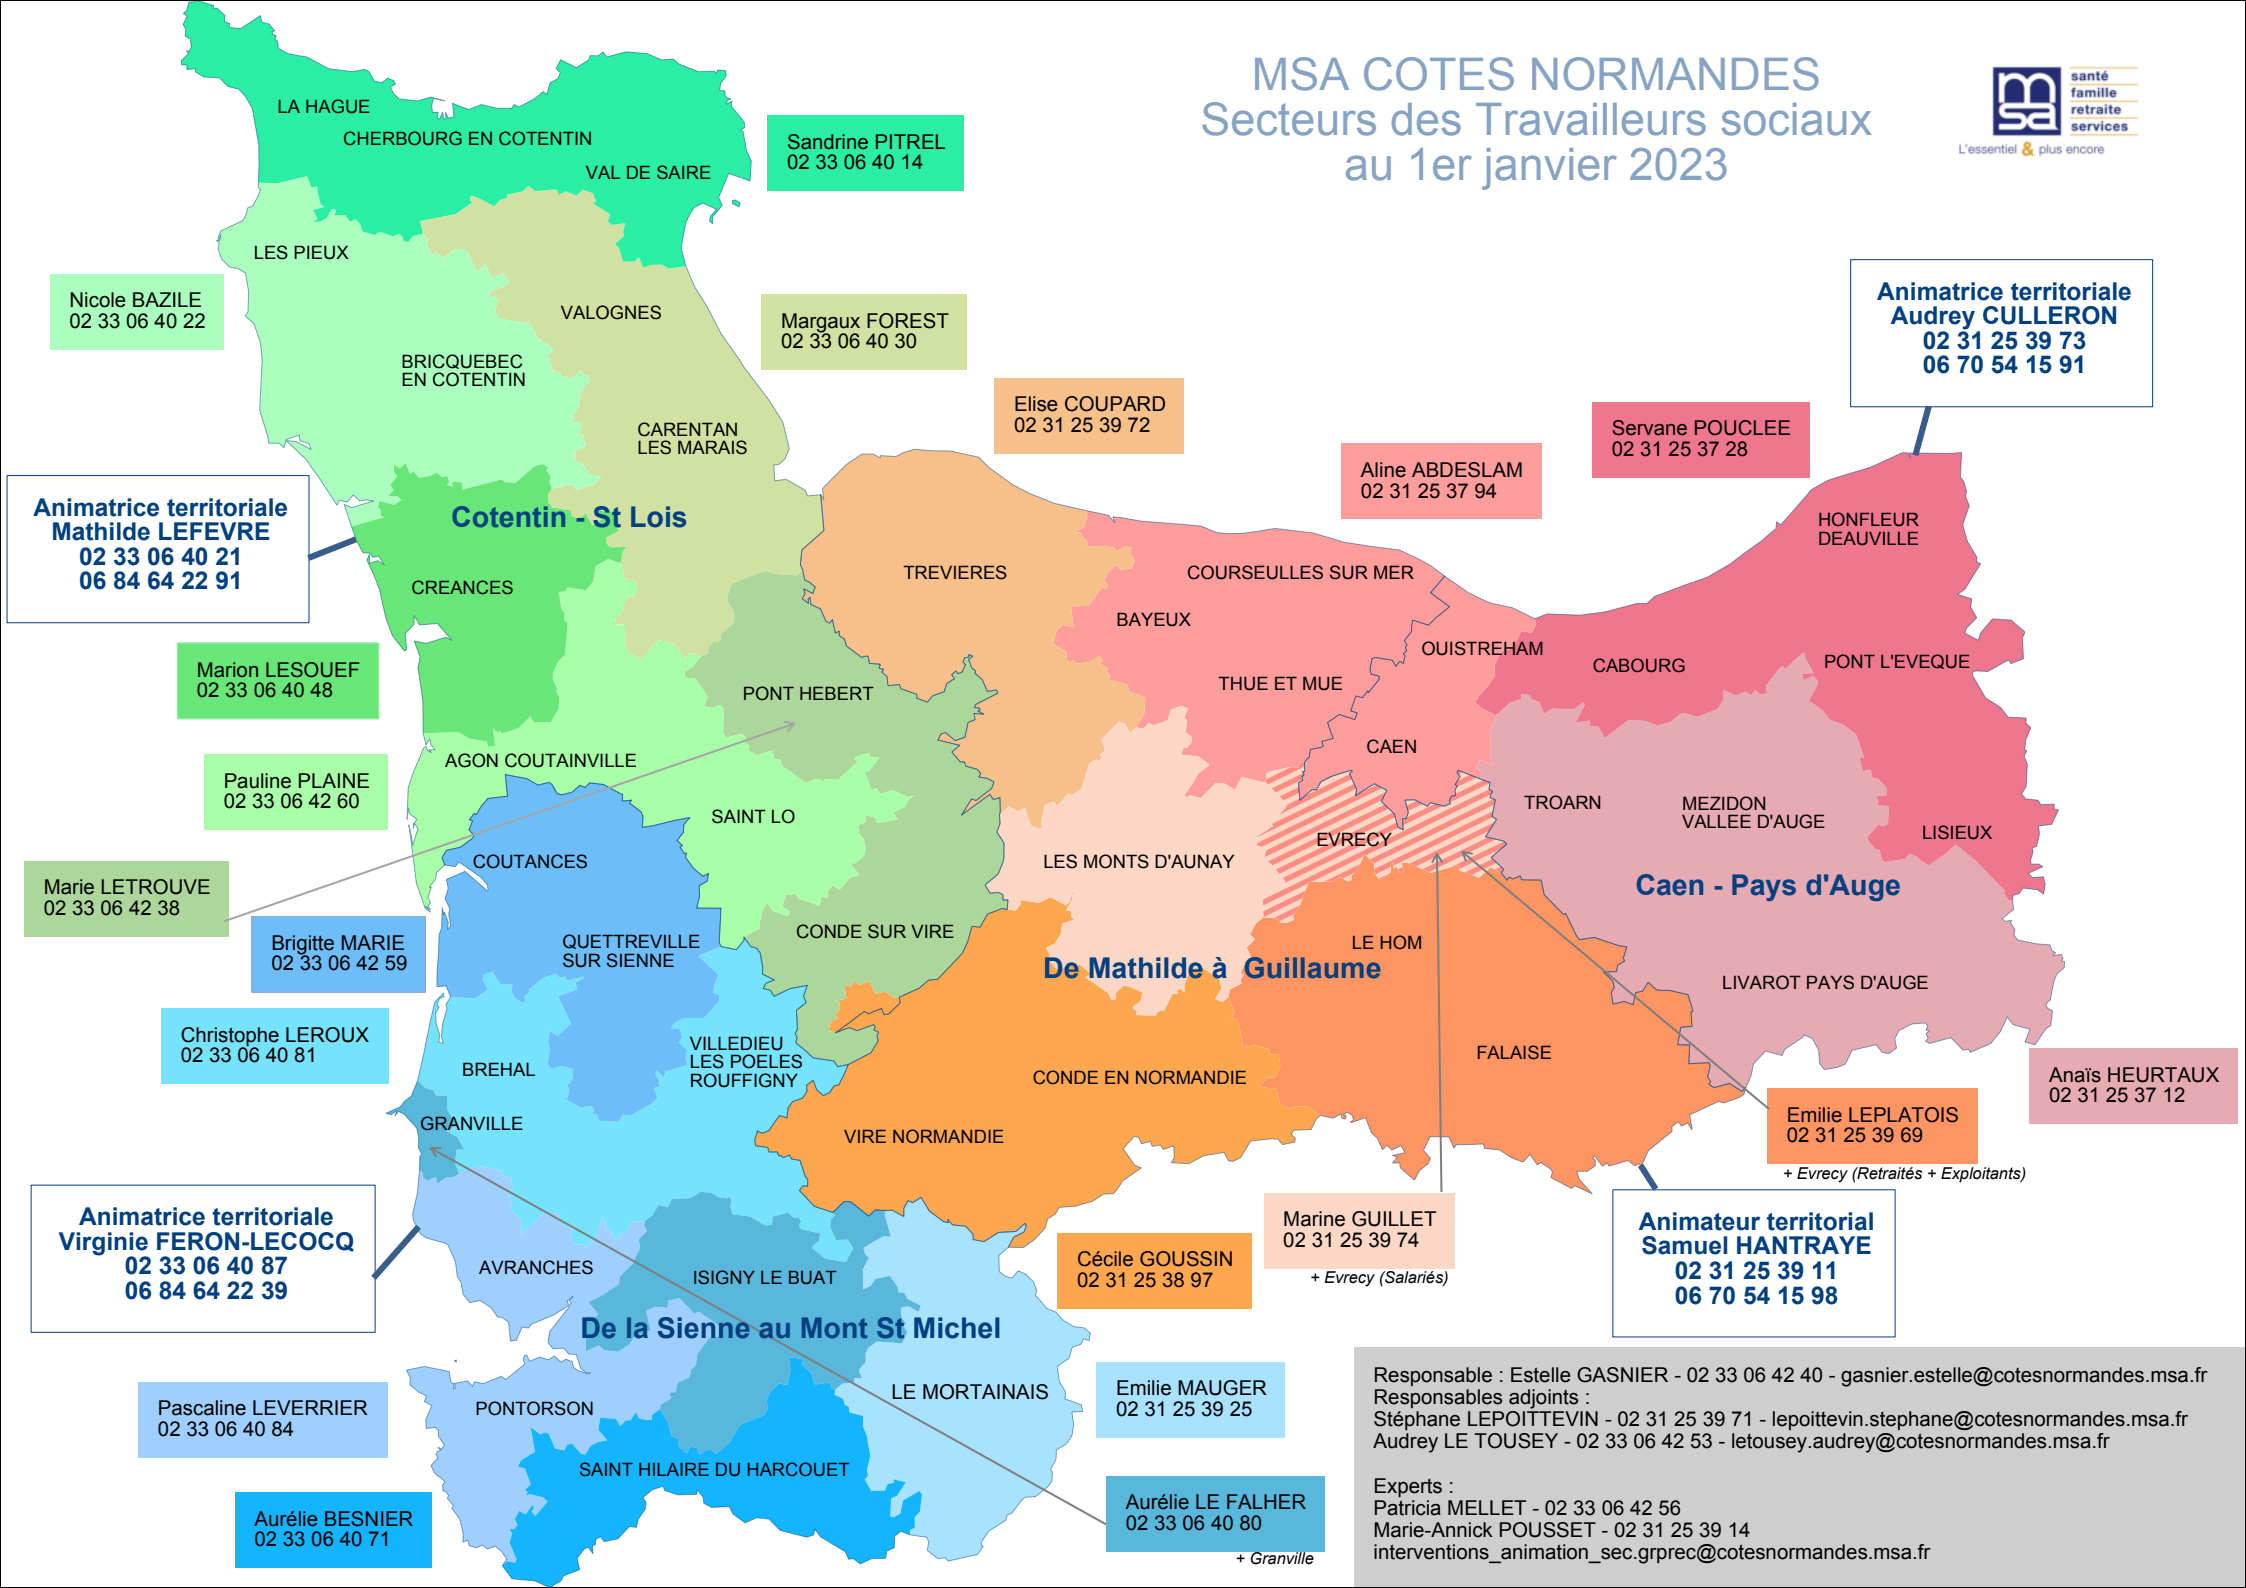 MSA COTES NORMANDES
Secteurs des Travailleurs sociaux
au 1er janvier 2023
msa
santé
famille
retraite
services
L'essentiel & plus encore
LA HAGUE
CHERBOURG EN COTENTIN
VAL DE SAIRE
Sandrine PITREL
02 33 06 40 14
LES PIEUX
Nicole BAZILE
02 33 06 40 22
VALOGNES
Margaux FOREST
02 33 06 40 30
BRICQUEBEC
EN COTENTIN
CARENTAN
LES MARAIS
Elise COUPARD
02 31 25 39 72
Aline ABDESLAM
02 31 25 37 94
Servane POUCLEE
02 31 25 37 28
Animatrice territoriale
Audrey CULLERON
02 31 25 39 73
06 70 54 15 91
Animatrice territoriale
Mathilde LEFEVRE
02 33 06 40 21
06 84 64 22 91
Cotentin - St Lois
CREANCES
TREVIERES
COURSEULLES SUR MER
BAYEUX
OUISTREHAM
THUE ET MUE
CAEN
CABOURG
HONFLEUR
DEAUVILLE
PONT L'EVEQUE
Marion LESOUEF
02 33 06 40 48
PONT HEBERT
AGON COUTAINVILLE
Pauline PLAINE
02 33 06 42 60
SAINT LO
TROARN
MEZIDON
VALLEE D'AUGE
LISIEUX
EVRECY
COUTANCES
LES MONTS D'AUNAY
Marie LETROUVE
02 33 06 42 38
Caen - Pays d'Auge
Brigitte MARIE
02 33 06 42 59
QUETTREVILLE
SUR SIENNE
CONDE SUR VIRE
LE HOM
De Mathilde à Guillaume
LIVAROT PAYS D'AUGE
Christophe LEROUX
02 33 06 40 81
BREHAL
VILLEDIEU
LES POELES
ROUFFIGNY
CONDE EN NORMANDIE
FALAISE
Anaïs HEURTAUX
02 31 25 37 12
GRANVILLE
VIRE NORMANDIE
Emilie LEPLATOIS
02 31 25 39 69
+ Evrecy (Retraités + Exploitants)
Animatrice territoriale
Virginie FERON-LECOCQ
02 33 06 40 87
06 84 64 22 39
Marine GUILLET
02 31 25 39 74
+ Evrecy (Salariés)
Animateur territorial
Samuel HANTRAYE
02 31 25 39 11
06 70 54 15 98
AVRANCHES
ISIGNY LE BUAT
Cécile GOUSSIN
02 31 25 38 97
De la Sienne au Mont St Michel
Pascaline LEVERRIER
02 33 06 40 84
PONTORSON
LE MORTAINAIS
Emilie MAUGER
02 31 25 39 25
SAINT HILAIRE DU HARCOUET
Aurélie BESNIER
02 33 06 40 71
Aurélie LE FALHER
02 33 06 40 80
+ Granville
Responsable : Estelle GASNIER - 02 33 06 42 40 - gasnier.estelle@cotesnormandes.msa.fr
Responsables adjoints :
Stéphane LEPOITTEVIN - 02 31 25 39 71 - lepoittevin.stephane@cotesnormandes.msa.fr
Audrey LE TOUSEY - 02 33 06 42 53 - letousey.audrey@cotesnormandes.msa.fr
Experts :
Patricia MELLET - 02 33 06 42 56
Marie-Annick POUSSET - 02 31 25 39 14
interventions_animation_sec.grprec@cotesnormandes.msa.fr